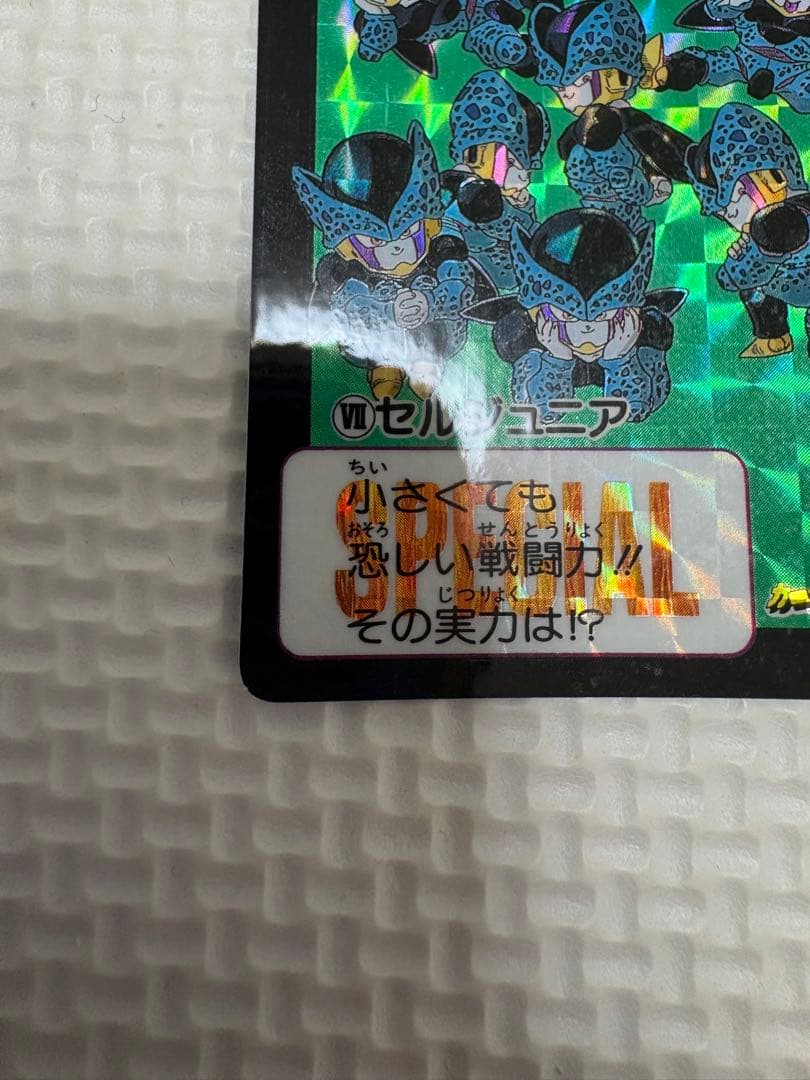 Ⅶセルジュニア
SPECIAL
小さくても
恐しい戦闘力!!
その実力は!?
ちい
おそろ
せんとうりょく
じつりょく
カー